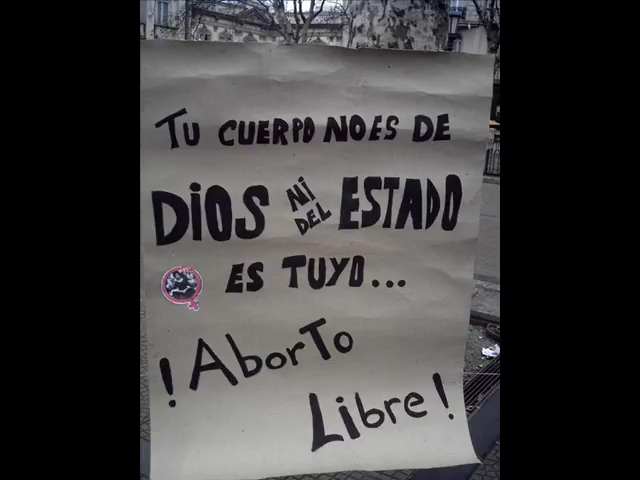 TU CUERPO NO ES DE
DIOS NI DEL ESTADO
ES TUYO...
!AborTo
Libre!